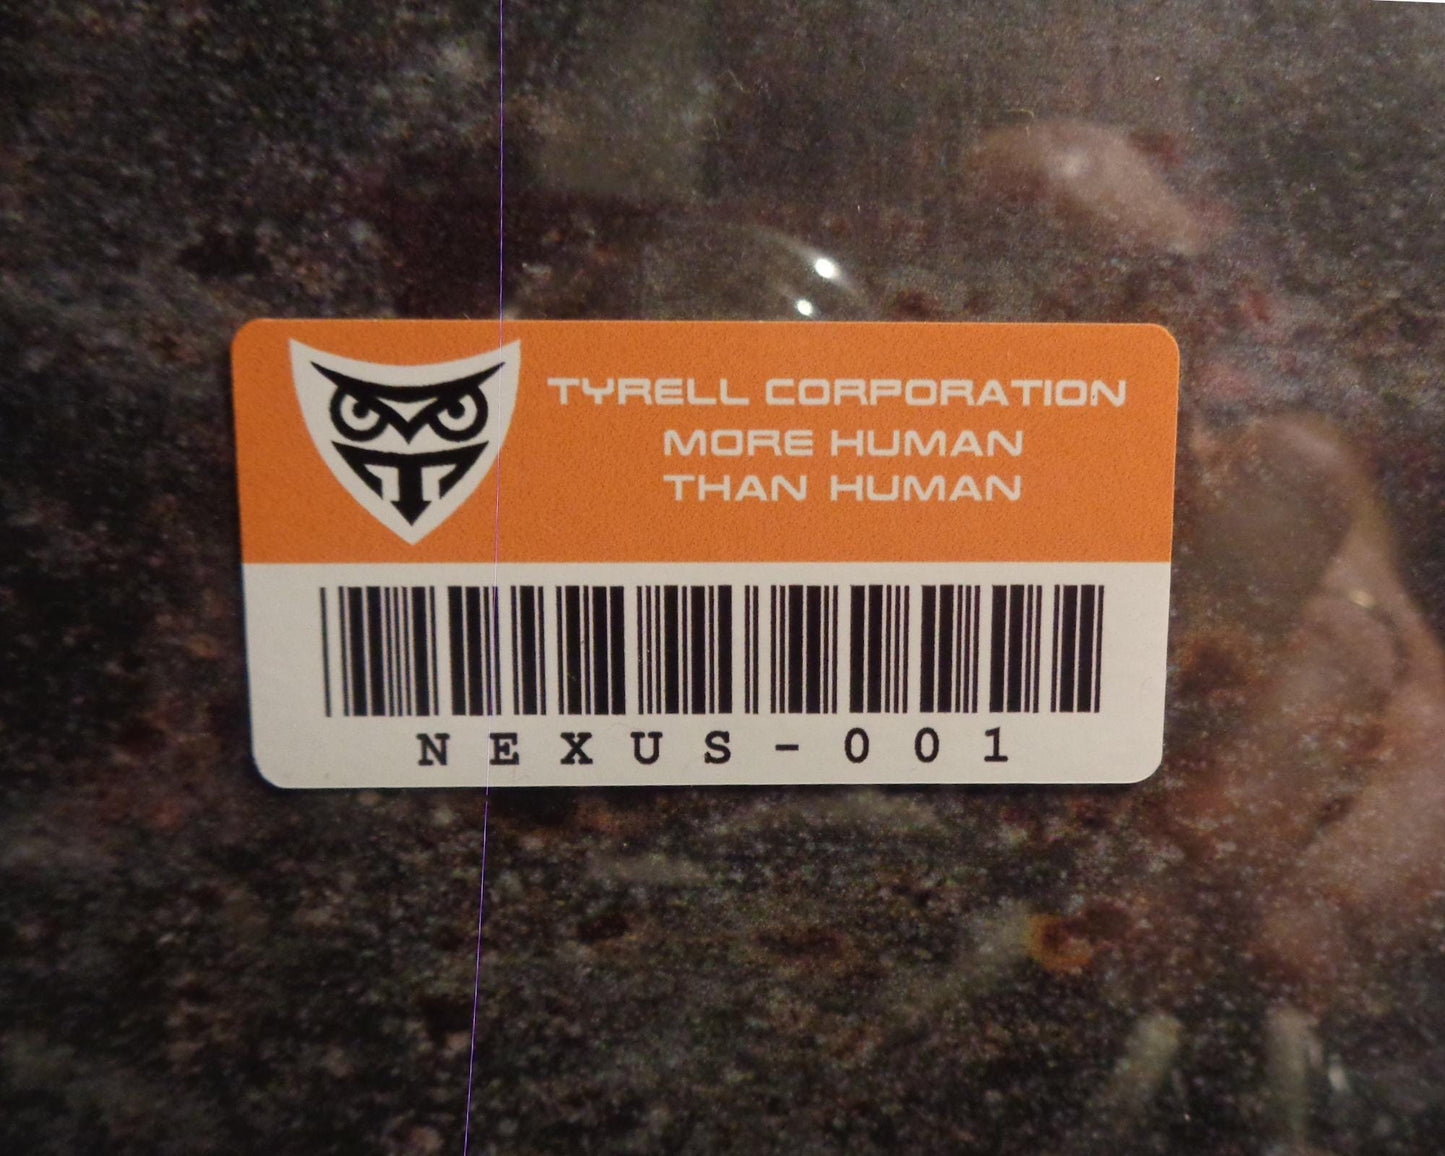 TYRELL CORPORATION
MORE HUMAN
THAN HUMAN
NEXUS-001